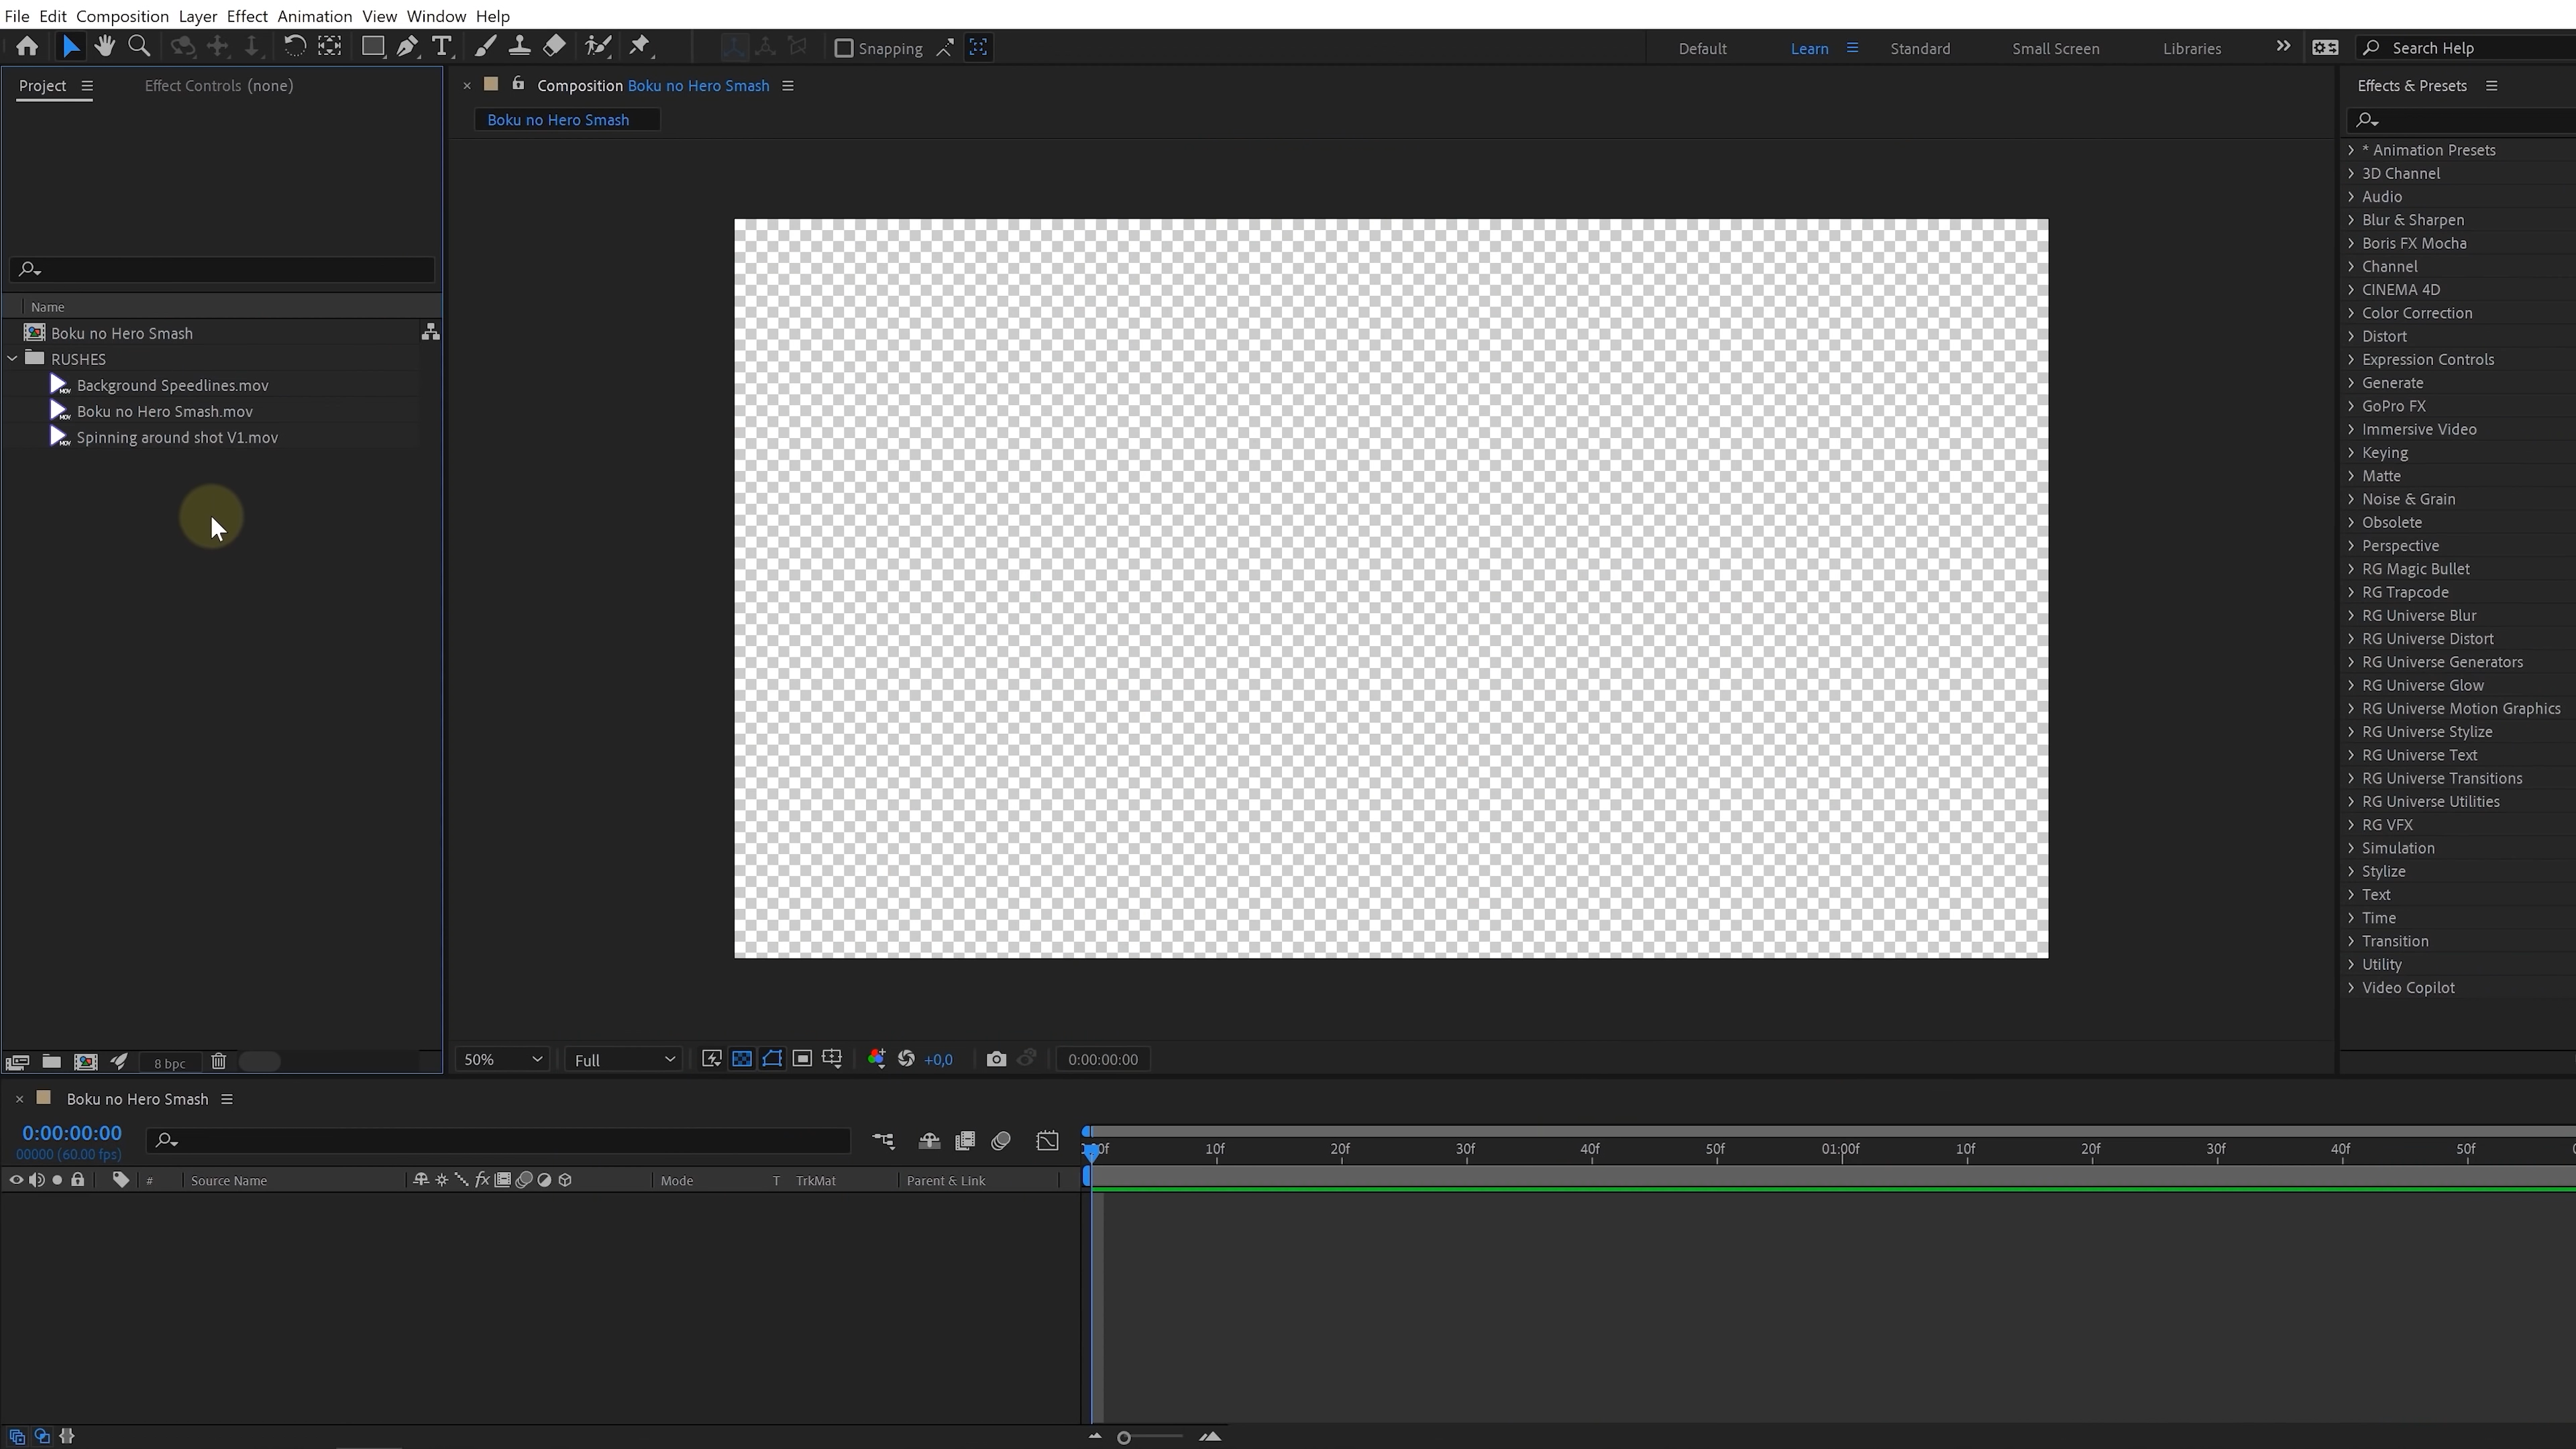 File Edit Composition Layer Effect Animation View Window Help
Snapping
Default Learn Standard Small Screen Libraries Search Help
Project Effect Controls (none)
Composition Boku no Hero Smash
Boku no Hero Smash
Effects & Presets
Name
Boku no Hero Smash
RUSHES
Background Speedlines.mov
Boku no Hero Smash.mov
Spinning around shot V1.mov
* Animation Presets
3D Channel
Audio
Blur & Sharpen
Boris FX Mocha
Channel
CINEMA 4D
Color Correction
Distort
Expression Controls
Generate
GoPro FX
Immersive Video
Keying
Matte
Noise & Grain
Obsolete
Perspective
RG Magic Bullet
RG Trapcode
RG Universe Blur
RG Universe Distort
RG Universe Generators
RG Universe Glow
RG Universe Motion Graphics
RG Universe Stylize
RG Universe Text
RG Universe Transitions
RG Universe Utilities
RG VFX
Simulation
Stylize
Text
Time
Transition
Utility
Video Copilot
8 bpc
50% Full +0,0 0:00:00:00
Boku no Hero Smash
0:00:00:00
00000 (60.00 fps)
10f 20f 30f 40f 50f 01:00f 10f 20f 30f 40f 50f
# Source Name fx Mode T TrkMat Parent & Link